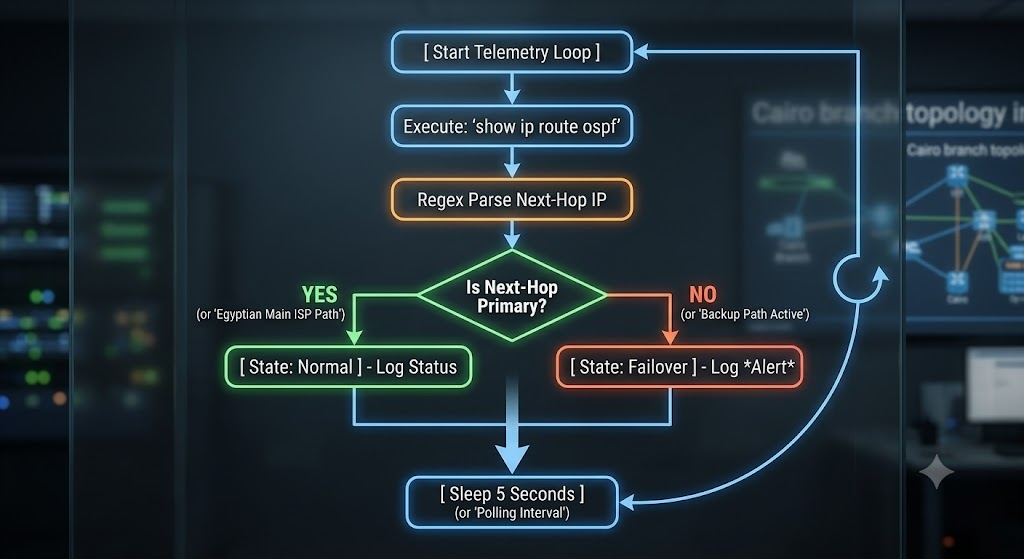 [ Start Telemetry Loop ]
Execute: ‘show ip route ospf’
Cairo branch topology in
Cairo branch topol
Regex Parse Next-Hop IP
Is Next-Hop
Primary?
YES
(or ‘Egyptian Main ISP Path’)
NO
(or ‘Backup Path Active’)
[ State: Normal ] - Log Status
[ State: Failover ] - Log *Alert*
[ Sleep 5 Seconds ]
(or ‘Polling Interval’)